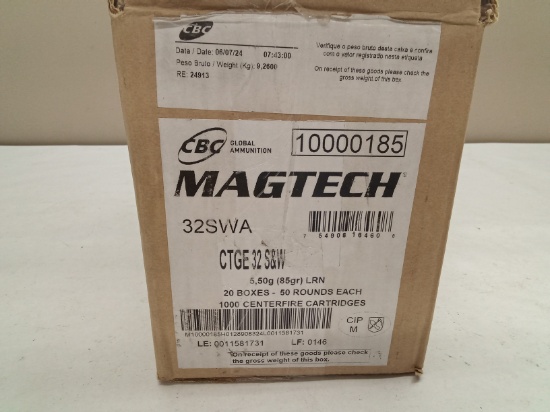 CBC
Data / Date: 06/07/24 07:43:00
Peso Bruto / Weight (Kg): 9,2600
RE: 24913
Verifique o peso bruto desta caixa e confira
com o valor registrado nesta etiqueta
On receipt of these goods please check the
gross weight of this box.
CBC GLOBAL AMMUNITION
10000185
MAGTECH
32SWA
CTGE 32 S&W
5,50g (85gr) LRN
20 BOXES - 50 ROUNDS EACH
1000 CENTERFIRE CARTRIDGES
LE: 0011581731 LF: 0146
CIP
M
On receipt of these goods please check
the gross weight of this box.